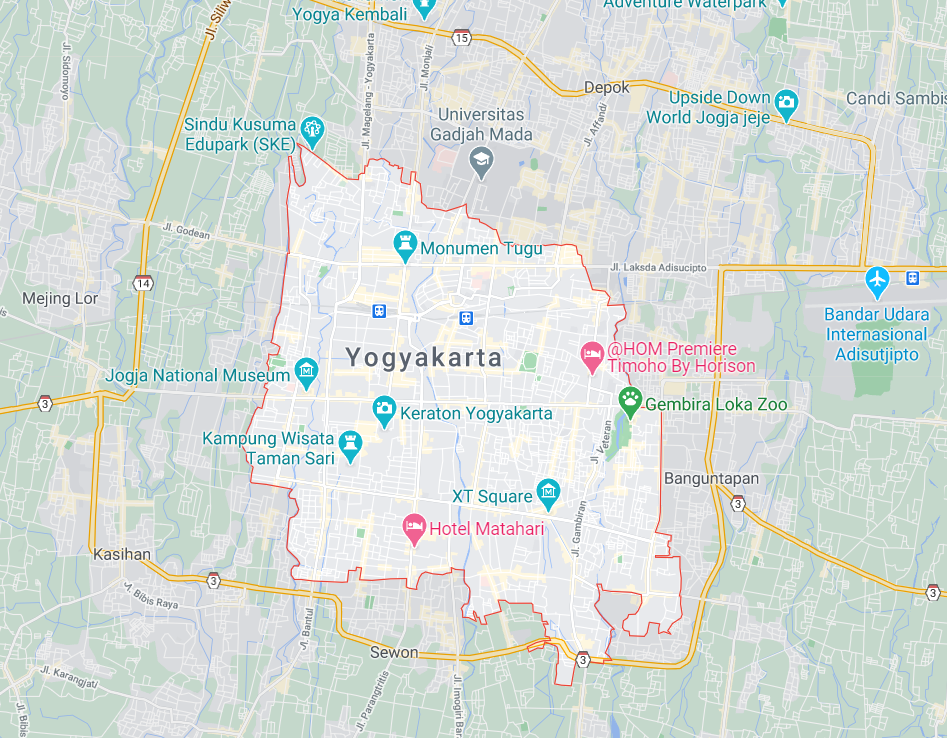 Yogya Kembali
Adventure Waterpark
Jl. Siliw
15
Jl. Sidomoyo
Jl. Magelang - Yogyakarta
Jl. Monjali
Depok
Upside Down
World Jogja jeje
Candi Sambis
Universitas
Gadjah Mada
Jl. Affandi
Sindu Kusuma
Edupark (SKE)
Jl. Godean
Monumen Tugu
Jl. Laksda Adisucipto
14
Mejing Lor
Bandar Udara
Internasional
Adisutjipto
Yogyakarta
@HOM Premiere
Timoho By Horison
Jogja National Museum
3
Keraton Yogyakarta
Gembira Loka Zoo
Kampung Wisata
Taman Sari
Jl. Veteran
Banguntapan
XT Square
3
Jl. Gambiran
Hotel Matahari
Kasihan
3
3
Jl. Bibis Raya
Jl. Bantul
Sewon
3
Jl. Karangjati
Jl. Parangtritis
Jl. Imogiri Bar
Jl. Bibis